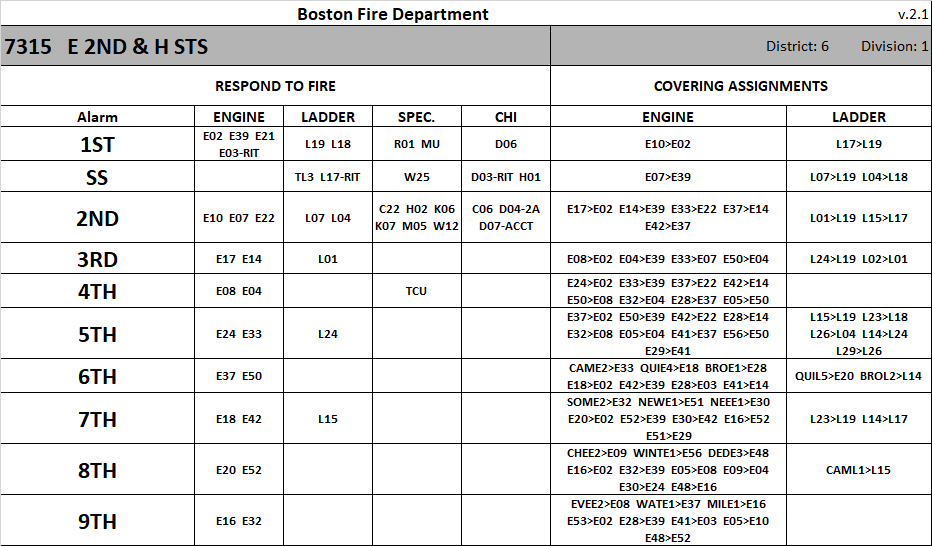 Boston Fire Department v.2.1
7315 E 2ND & H STS District: 6 Division: 1
RESPOND TO FIRE COVERING ASSIGNMENTS
Alarm ENGINE LADDER SPEC. CHI ENGINE LADDER
1ST
E02 E39 E21
E03-RIT
L19 L18
R01 MU
D06
E10>E02
L17>L19
SS
TL3 L17-RIT
W25
D03-RIT H01
E07>E39
L07>L19 L04>L18
2ND
E10 E07 E22
L07 L04
C22 H02 K06
K07 M05 W12
C06 D04-2A
D07-ACCT
E17>E02 E14>E39 E33>E22 E37>E14
E42>E37
L01>L19 L15>L17
3RD
E17 E14
L01
E08>E02 E04>E39 E33>E07 E50>E04
L24>L19 L02>L01
4TH
E08 E04
TCU
E24>E02 E33>E39 E37>E22 E42>E14
E50>E08 E32>E04 E28>E37 E05>E50
5TH
E24 E33
L24
E37>E02 E50>E39 E42>E22 E28>E14
E32>E08 E05>E04 E41>E37 E56>E50
E29>E41
L15>L19 L23>L18
L26>L04 L14>L24
L29>L26
6TH
E37 E50
CAME2>E33 QUIE4>E18 BROE1>E28
E18>E02 E42>E39 E28>E03 E41>E14
QUIL5>E20 BROL2>L14
7TH
E18 E42
L15
SOME2>E32 NEWE1>E51 NEEE1>E30
E20>E02 E52>E39 E30>E42 E16>E52
E51>E29
L23>L19 L14>L17
8TH
E20 E52
CHEE2>E09 WINTE1>E56 DEDE3>E48
E16>E02 E32>E39 E05>E08 E09>E04
E30>E24 E48>E16
CAML1>L15
9TH
E16 E32
EVEE2>E08 WATE1>E37 MILE1>E16
E53>E02 E28>E39 E41>E03 E05>E10
E48>E52